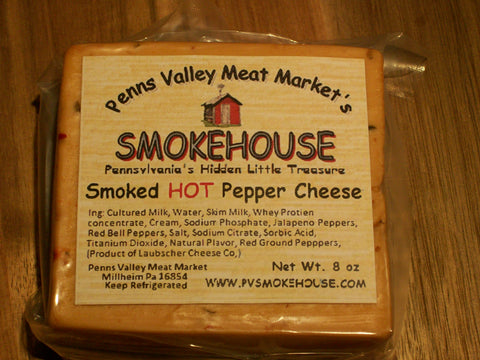 Penns Valley Meat Market's
SMOKEHOUSE
Pennsylvania's Hidden Little Treasure
Smoked HOT Pepper Cheese
Ing: Cultured Milk, Water, Skim Milk, Whey Protien
concentrate, Cream, Sodium Phosphate, Jalapeno Peppers,
Red Bell Peppers, Salt, Sodium Citrate, Sorbic Acid,
Titanium Dioxide, Natural Flavor, Red Ground Pepppers,
(Product of Laubscher Cheese Co,)
Penns Valley Meat Market
Millheim Pa 16854
Keep Refrigerated
Net Wt. 8 oz
WWW.PVSMOKEHOUSE.COM